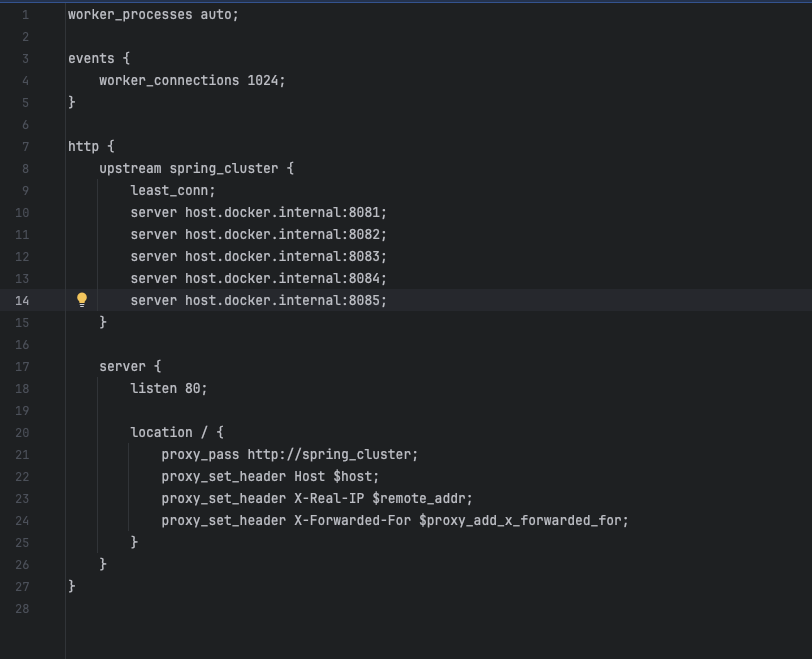 1 worker_processes auto;
2
3 events {
4     worker_connections 1024;
5 }
6
7 http {
8     upstream spring_cluster {
9         least_conn;
10         server host.docker.internal:8081;
11         server host.docker.internal:8082;
12         server host.docker.internal:8083;
13         server host.docker.internal:8084;
14         server host.docker.internal:8085;
15     }
16
17     server {
18         listen 80;
19
20         location / {
21             proxy_pass http://spring_cluster;
22             proxy_set_header Host $host;
23             proxy_set_header X-Real-IP $remote_addr;
24             proxy_set_header X-Forwarded-For $proxy_add_x_forwarded_for;
25         }
26     }
27 }
28